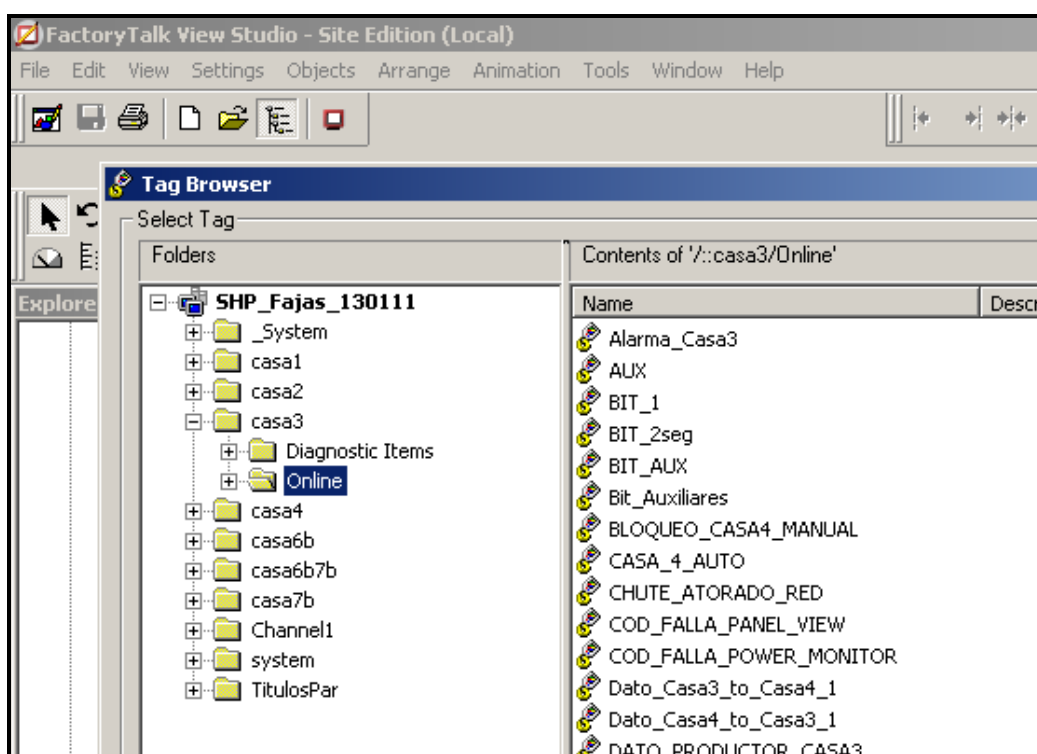 FactoryTalk View Studio - Site Edition (Local)
File Edit View Settings Objects Arrange Animation Tools Window Help
Tag Browser
Select Tag
Folders
Contents of '/::casa3/Online'
Explore
SHP_Fajas_130111
_System
casa1
casa2
casa3
Diagnostic Items
Online
casa4
casa6b
casa6b7b
casa7b
Channel1
system
TitulosPar
Name Descr
Alarma_Casa3
AUX
BIT_1
BIT_2seg
BIT_AUX
Bit_Auxiliares
BLOQUEO_CASA4_MANUAL
CASA_4_AUTO
CHUTE_ATORADO_RED
COD_FALLA_PANEL_VIEW
COD_FALLA_POWER_MONITOR
Dato_Casa3_to_Casa4_1
Dato_Casa4_to_Casa3_1
DATO_PRODUCTOR_CASA3